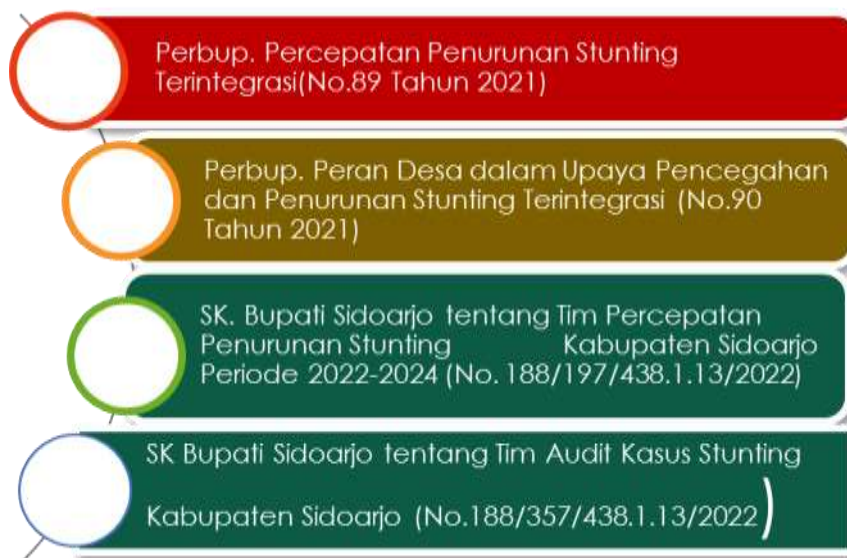 Perbup. Percepatan Penurunan Stunting
Terintegrasi(No.89 Tahun 2021)
Perbup. Peran Desa dalam Upaya Pencegahan
dan Penurunan Stunting Terintegrasi (No.90
Tahun 2021)
SK. Bupati Sidoarjo tentang Tim Percepatan
Penurunan Stunting Kabupaten Sidoarjo
Periode 2022-2024 (No. 188/197/438.1.13/2022)
SK Bupati Sidoarjo tentang Tim Audit Kasus Stunting
Kabupaten Sidoarjo (No.188/357/438.1.13/2022)